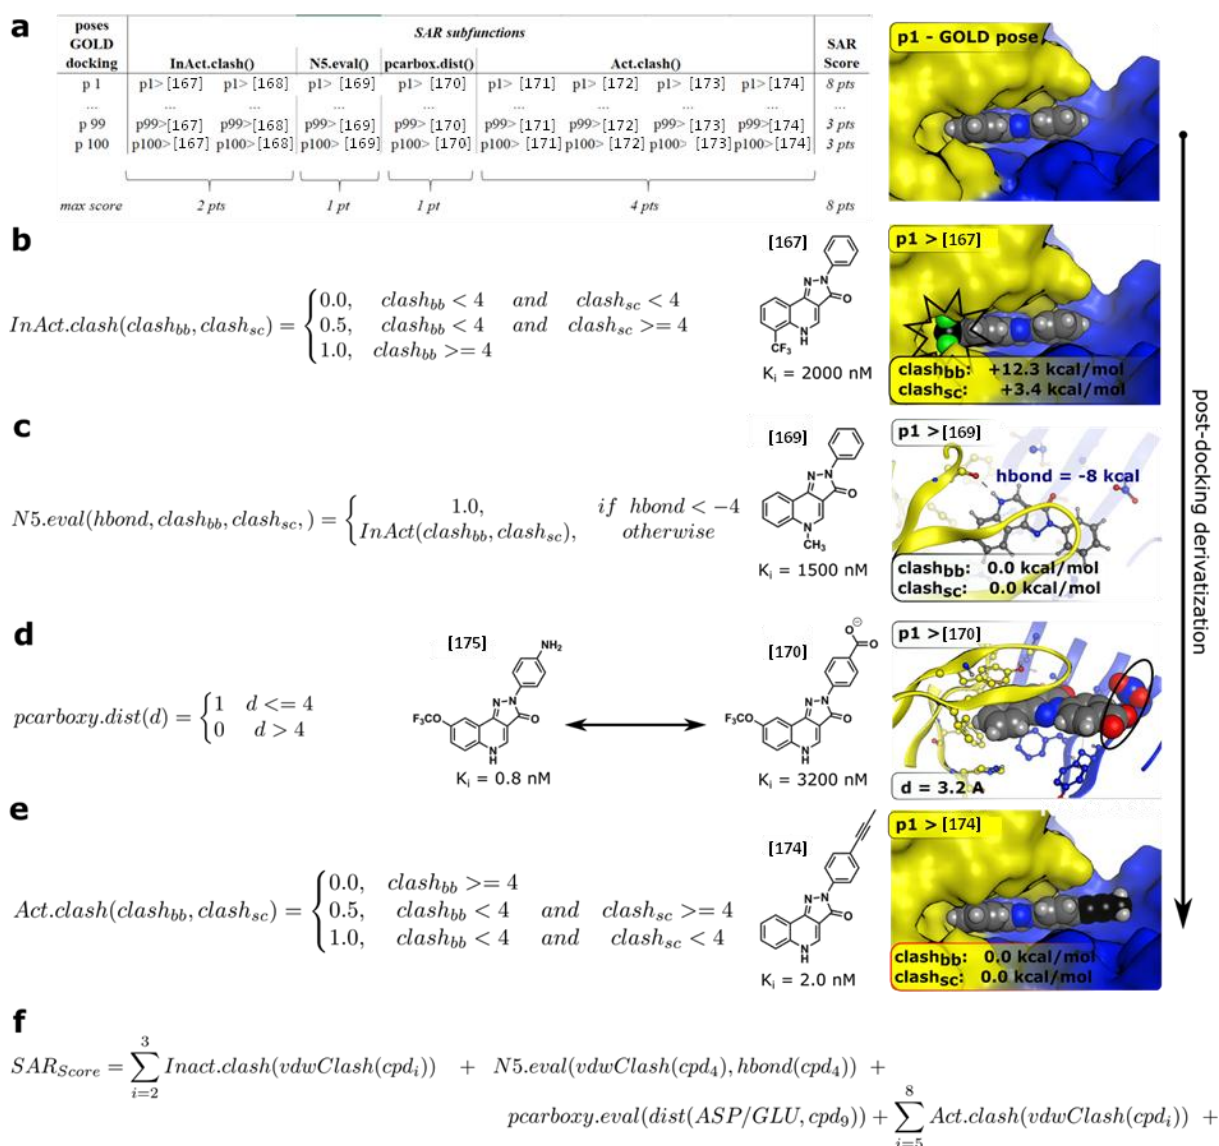 a
poses GOLD docking
SAR subfunctions
SAR Score
InAct.clash() N5.eval() pcarbox.dist() Act.clash()
p 1 p1> [167] p1> [168] p1> [169] p1> [170] p1> [171] p1> [172] p1> [173] p1> [174] 8 pts
... ... ... ... ... ... ... ... ... ...
p 99 p99> [167] p99> [168] p99> [169] p99> [170] p99> [171] p99> [172] p99> [173] p99> [174] 3 pts
p 100 p100> [167] p100> [168] p100> [169] p100> [170] p100> [171] p100> [172] p100> [173] p100> [174] 3 pts
max score 2 pts 1 pt 1 pt 4 pts 8 pts
p1 - GOLD pose
b
InAct.clash(clash_bb, clash_sc) = {
0.0, clash_bb < 4 and clash_sc < 4
0.5, clash_bb < 4 and clash_sc >= 4
1.0, clash_bb >= 4
[167]
N N O
NH
CF3
Ki = 2000 nM
p1 > [167]
clash_bb: +12.3 kcal/mol
clash_sc: +3.4 kcal/mol
c
N5.eval(hbond, clash_bb, clash_sc, ) = {
1.0, if hbond < −4
InAct(clash_bb, clash_sc), otherwise
[169]
N N O
N
CH3
Ki = 1500 nM
p1 > [169]
hbond = -8 kcal
clash_bb: 0.0 kcal/mol
clash_sc: 0.0 kcal/mol
d
pcarboxy.dist(d) = {
1 d <= 4
0 d > 4
[175]
NH2
F3CO N N O
N
H
Ki = 0.8 nM
[170]
O ⊖
O
F3CO N N O
N
H
Ki = 3200 nM
p1 > [170]
d = 3.2 A
e
Act.clash(clash_bb, clash_sc) = {
0.0, clash_bb >= 4
0.5, clash_bb < 4 and clash_sc >= 4
1.0, clash_bb < 4 and clash_sc < 4
[174]
N N O
N
H
Ki = 2.0 nM
p1 > [174]
clash_bb: 0.0 kcal/mol
clash_sc: 0.0 kcal/mol
post-docking derivatization
f
SAR_Score = ∑_{i=2}^{3} Inact.clash(vdwClash(cpd_i)) + N5.eval(vdwClash(cpd_4), hbond(cpd_4)) +
pcarboxy.eval(dist(ASP/GLU, cpd_9)) + ∑_{i=5}^{8} Act.clash(vdwClash(cpd_i)) +